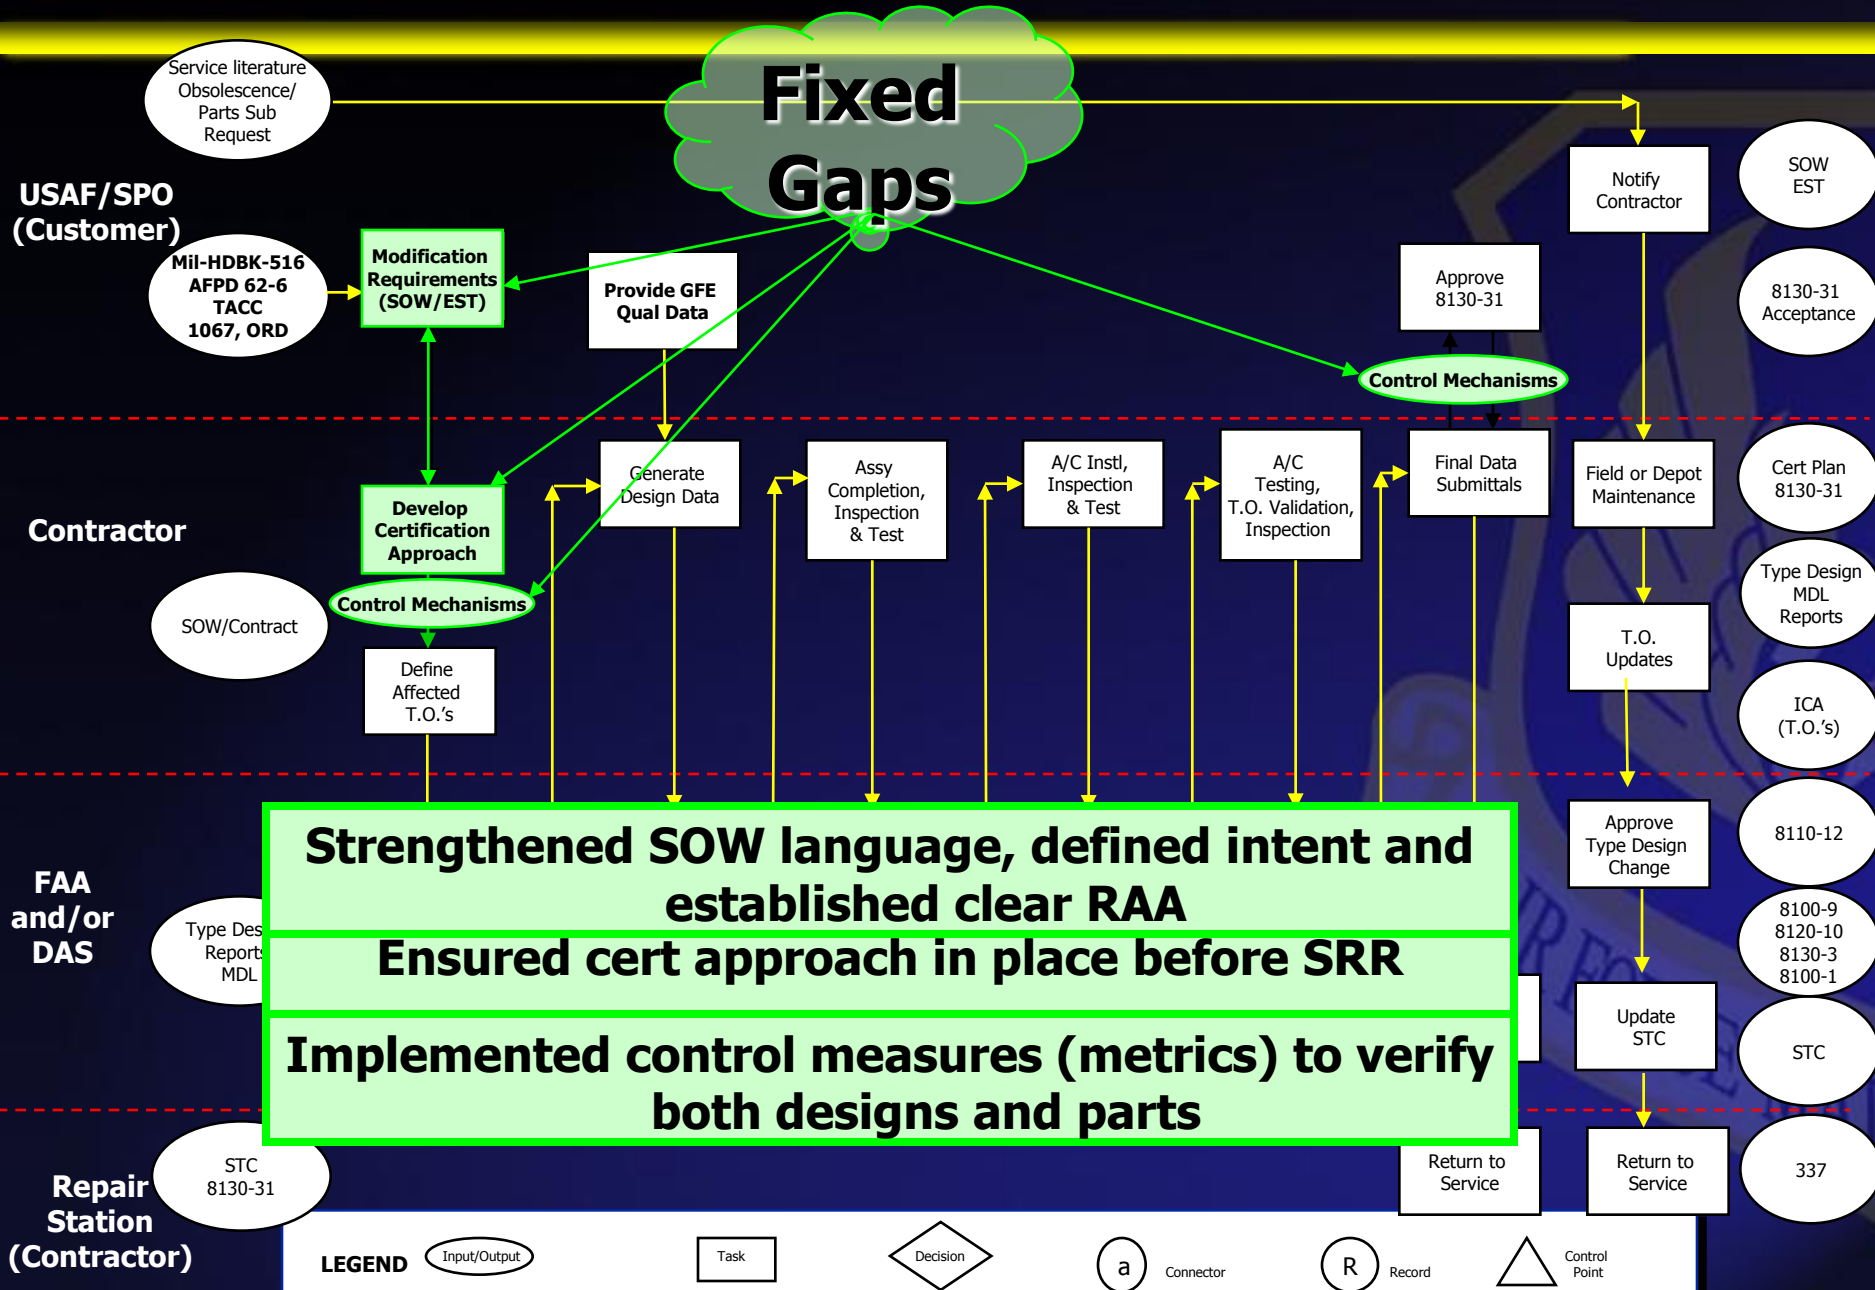 Fixed
Gaps
Service literature
Obsolescence/
Parts Sub
Request
USAF/SPO
(Customer)
Mil-HDBK-516
AFPD 62-6
TACC
1067, ORD
Modification
Requirements
(SOW/EST)
Provide GFE
Qual Data
Approve
8130-31
Control Mechanisms
Notify
Contractor
SOW
EST
8130-31
Acceptance
Contractor
Develop
Certification
Approach
Control Mechanisms
SOW/Contract
Define
Affected
T.O.'s
Generate
Design Data
Assy
Completion,
Inspection
& Test
A/C Instl,
Inspection
& Test
A/C
Testing,
T.O. Validation,
Inspection
Final Data
Submittals
Field or Depot
Maintenance
T.O.
Updates
Cert Plan
8130-31
Type Design
MDL
Reports
ICA
(T.O.'s)
FAA
and/or
DAS
Type Des
Reports
MDL
Strengthened SOW language, defined intent and
established clear RAA
Ensured cert approach in place before SRR
Implemented control measures (metrics) to verify
both designs and parts
Approve
Type Design
Change
Update
STC
8110-12
8100-9
8120-10
8130-3
8100-1
STC
Repair
Station
(Contractor)
STC
8130-31
Return to
Service
Return to
Service
337
LEGEND
Input/Output
Task
Decision
a
Connector
R
Record
Control
Point